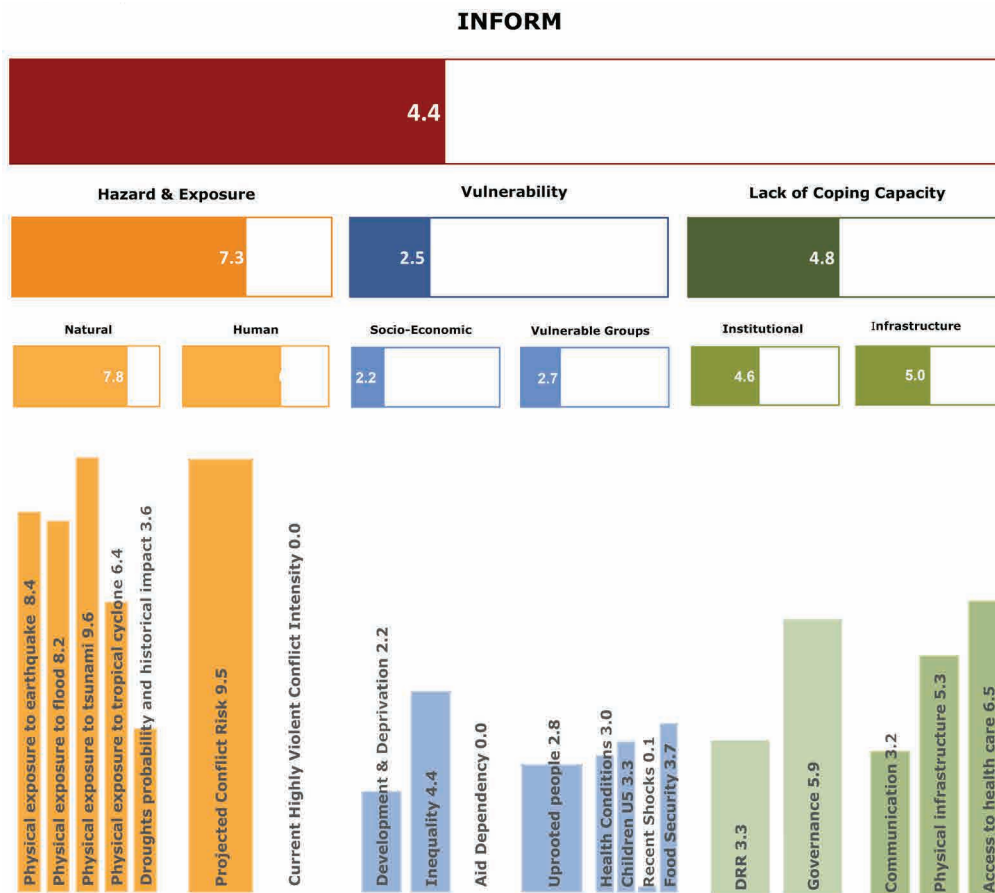 INFORM
4.4
Hazard & Exposure
Vulnerability
Lack of Coping Capacity
7.3
2.5
4.8
Natural
Human
Socio-Economic
Vulnerable Groups
Institutional
Infrastructure
7.8
2.2
2.7
4.6
5.0
Physical exposure to earthquake 8.4
Physical exposure to flood 8.2
Physical exposure to tsunami 9.6
Physical exposure to tropical cyclone 6.4
Droughts probability and historical impact 3.6
Projected Conflict Risk 9.5
Current Highly Violent Conflict Intensity 0.0
Development & Deprivation 2.2
Inequality 4.4
Aid Dependency 0.0
Uprooted people 2.8
Health Conditions 3.0
Children U5 3.3
Recent Shocks 0.1
Food Security 3.7
DRR 3.3
Governance 5.9
Communication 3.2
Physical infrastructure 5.3
Access to health care 6.5